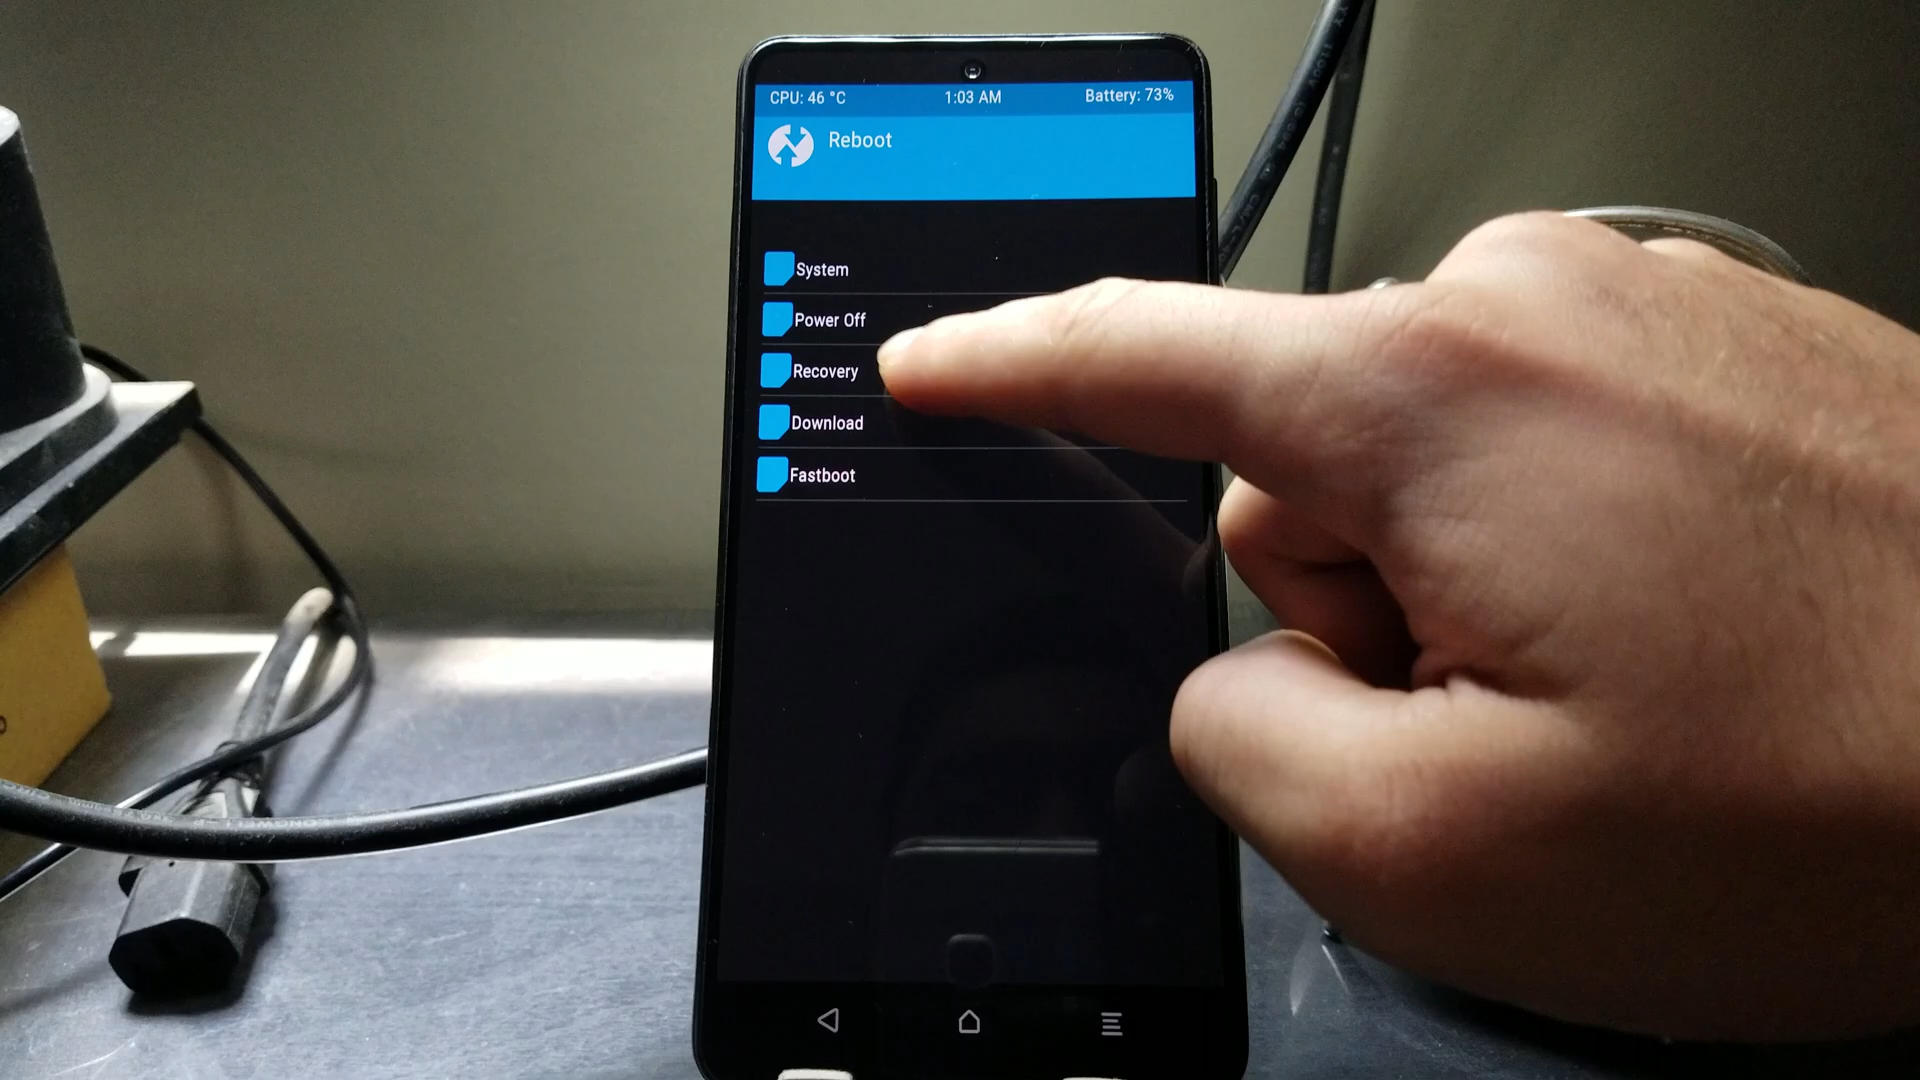 CPU: 46 °C 1:03 AM Battery: 73%
Reboot
System
Power Off
Recovery
Download
Fastboot